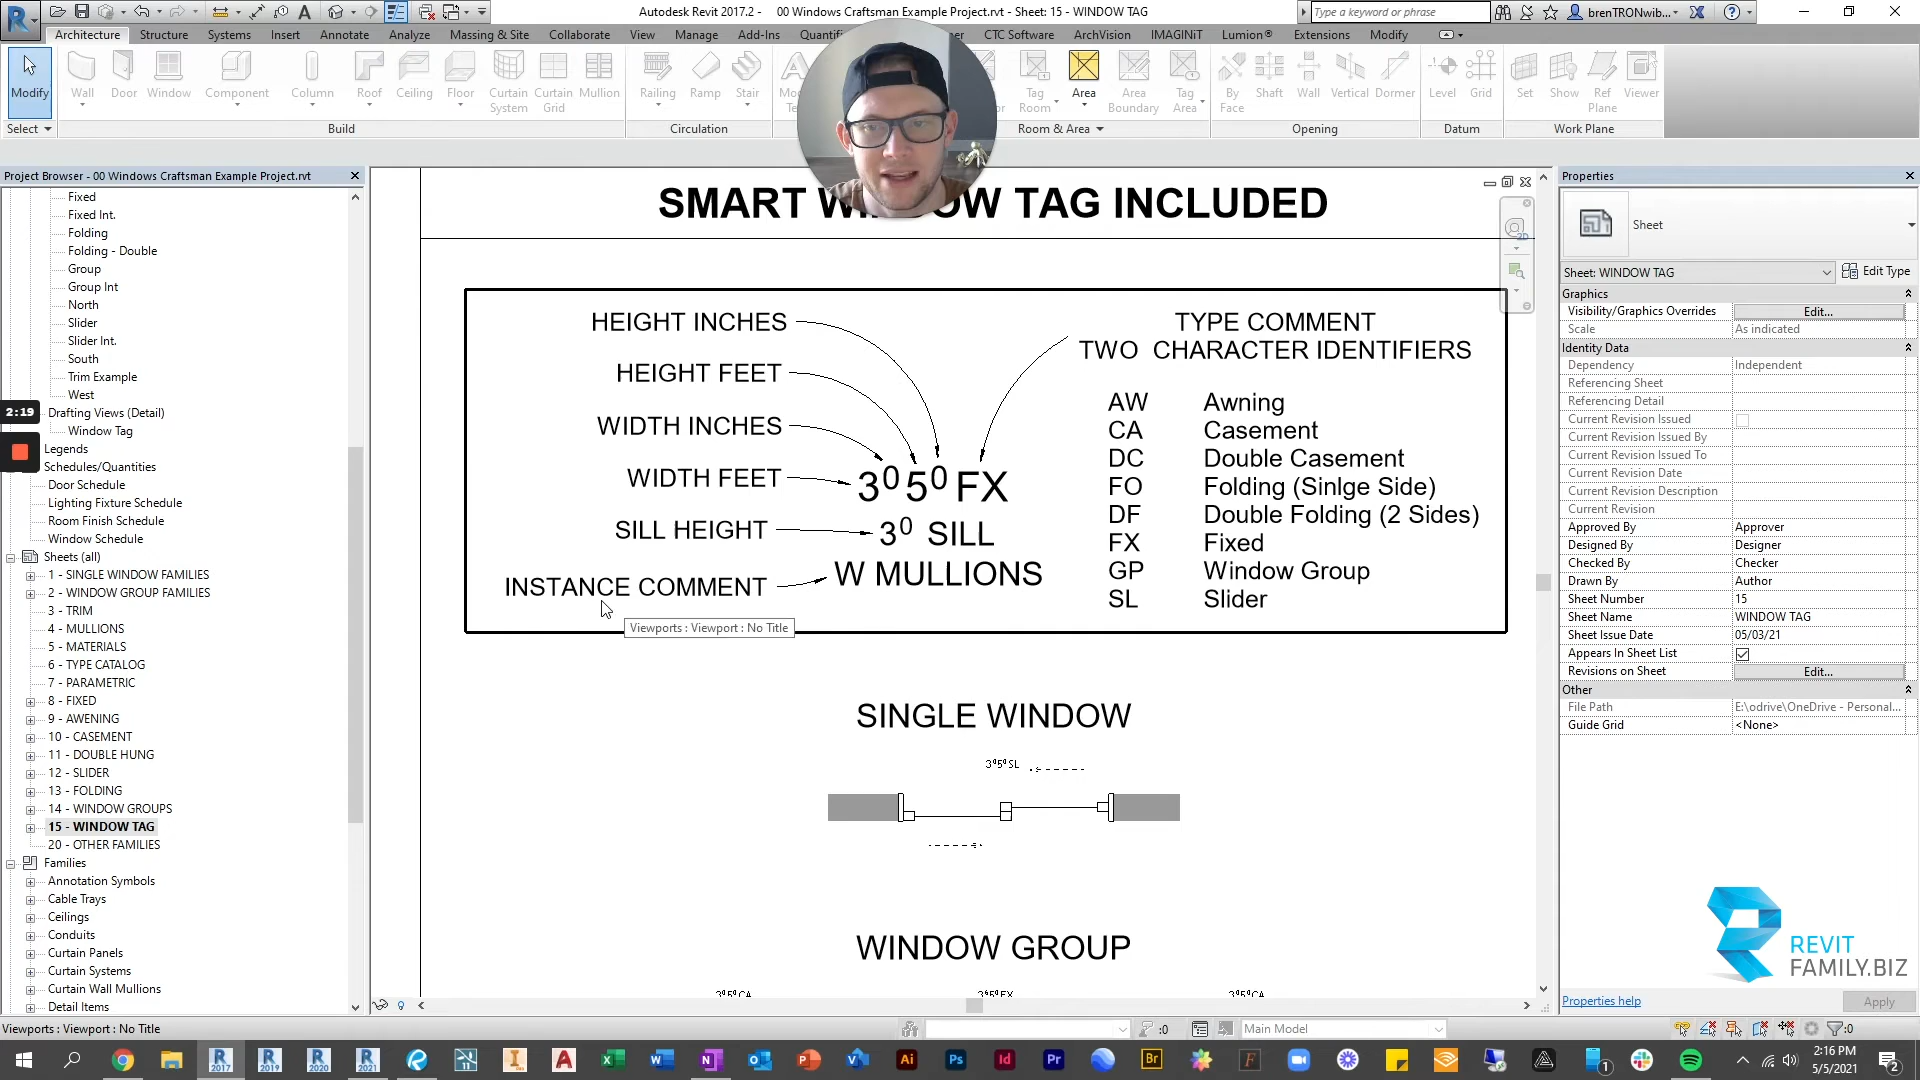 Autodesk Revit 2017.2 - 00 Windows Craftsman Example Project.rvt - Sheet: 15 - WINDOW TAG
Type a keyword or phrase
brenTRONwib...
Architecture Structure Systems Insert Annotate Analyze Massing & Site Collaborate View Manage Add-Ins CTC Software ArchVision IMAGINiT Lumion® Extensions Modify
Modify Wall Door Window Component Column Roof Ceiling Floor Curtain System Curtain Grid Mullion Railing Ramp Stair Tag Room Area Area Boundary Tag Area By Face Shaft Wall Vertical Dormer Level Grid Set Show Ref Plane Viewer
Select Build Circulation Room & Area Opening Datum Work Plane
Project Browser - 00 Windows Craftsman Example Project.rvt
Fixed
Fixed Int.
Folding
Folding - Double
Group
Group Int
North
Slider
Slider Int.
South
Trim Example
West
2:19
Drafting Views (Detail)
Window Tag
Legends
Schedules/Quantities
Door Schedule
Lighting Fixture Schedule
Room Finish Schedule
Window Schedule
Sheets (all)
1 - SINGLE WINDOW FAMILIES
2 - WINDOW GROUP FAMILIES
3 - TRIM
4 - MULLIONS
5 - MATERIALS
6 - TYPE CATALOG
7 - PARAMETRIC
8 - FIXED
9 - AWENING
10 - CASEMENT
11 - DOUBLE HUNG
12 - SLIDER
13 - FOLDING
14 - WINDOW GROUPS
15 - WINDOW TAG
20 - OTHER FAMILIES
Families
Annotation Symbols
Cable Trays
Ceilings
Conduits
Curtain Panels
Curtain Systems
Curtain Wall Mullions
Detail Items
SMART W OW TAG INCLUDED
HEIGHT INCHES
HEIGHT FEET
WIDTH INCHES
WIDTH FEET
SILL HEIGHT
INSTANCE COMMENT
3⁰5⁰ FX
3⁰ SILL
W MULLIONS
TYPE COMMENT
TWO CHARACTER IDENTIFIERS
AW Awning
CA Casement
DC Double Casement
FO Folding (Sinlge Side)
DF Double Folding (2 Sides)
FX Fixed
GP Window Group
SL Slider
Viewports : Viewport : No Title
SINGLE WINDOW
3⁰5⁰SL
WINDOW GROUP
Properties
Sheet
Sheet: WINDOW TAG Edit Type
Graphics
Visibility/Graphics Overrides Edit...
Scale As indicated
Identity Data
Dependency Independent
Referencing Sheet
Referencing Detail
Current Revision Issued
Current Revision Issued By
Current Revision Issued To
Current Revision Date
Current Revision Description
Current Revision
Approved By Approver
Designed By Designer
Checked By Checker
Drawn By Author
Sheet Number 15
Sheet Name WINDOW TAG
Sheet Issue Date 05/03/21
Appears In Sheet List
Revisions on Sheet Edit...
Other
File Path E:\odrive\OneDrive - Personal...
Guide Grid <None>
REVIT
FAMILY.BIZ
Properties help Apply
Viewports : Viewport : No Title
:0 Main Model :0
2:16 PM
5/5/2021